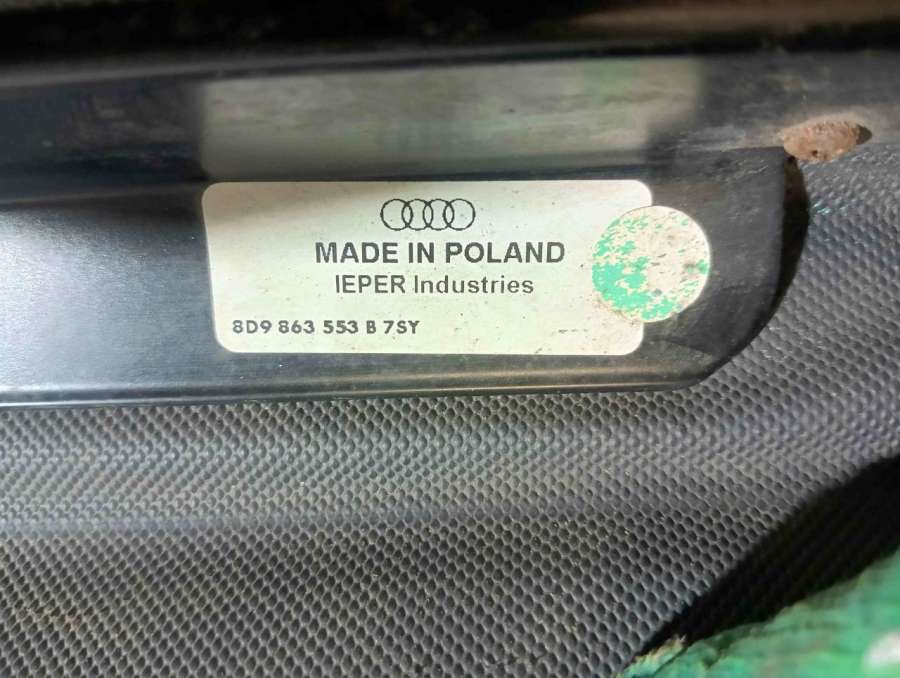 MADE IN POLAND
IEPER Industries
8D9 863 553 B 7SY